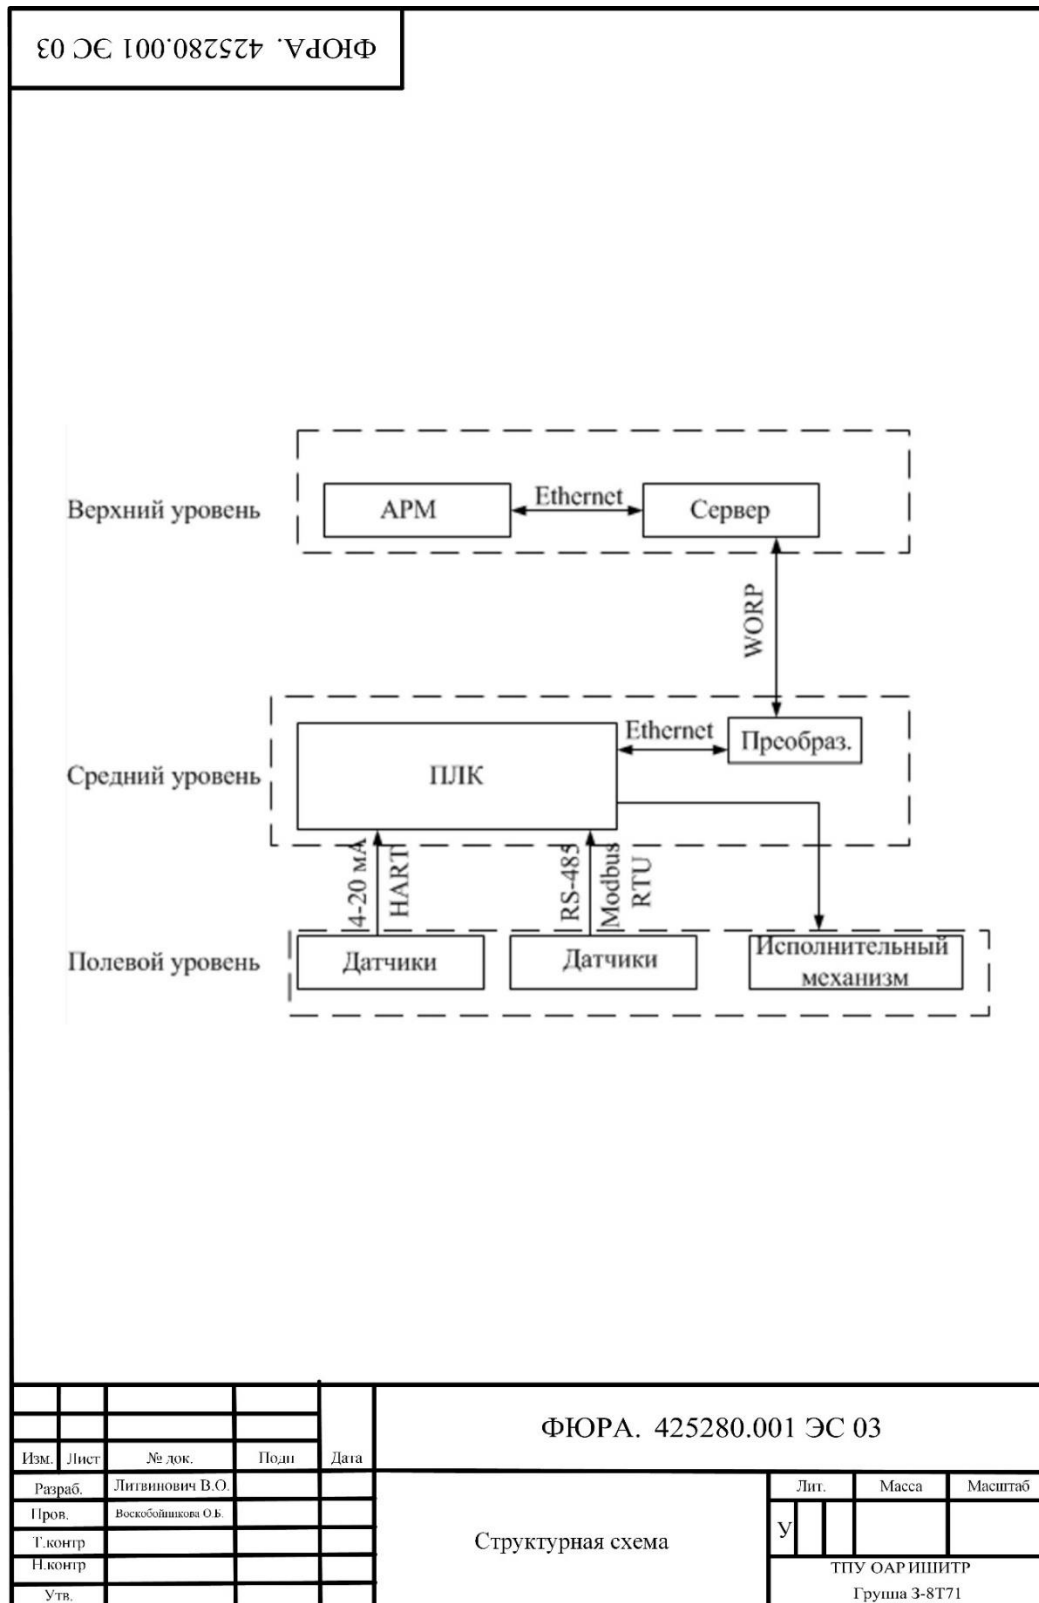 ФЮРА. 425280.001 ЭС 03
Верхний уровень
АРМ
Ethernet
Сервер
WORP
Средний уровень
ПЛК
Ethernet
Преобраз.
4-20 мА
HART
RS-485
Modbus
RTU
Полевой уровень
Датчики
Датчики
Исполнительный
механизм
ФЮРА. 425280.001 ЭС 03
Изм. Лист № док. Подп Дата
Разраб. Литвинович В.О.
Пров. Воскобойникова О.Б.
Т.контр
Н.контр
Утв.
Структурная схема
Лит. Масса Масштаб
У
ТПУ ОАР ИШИТР
Группа З-8Т71